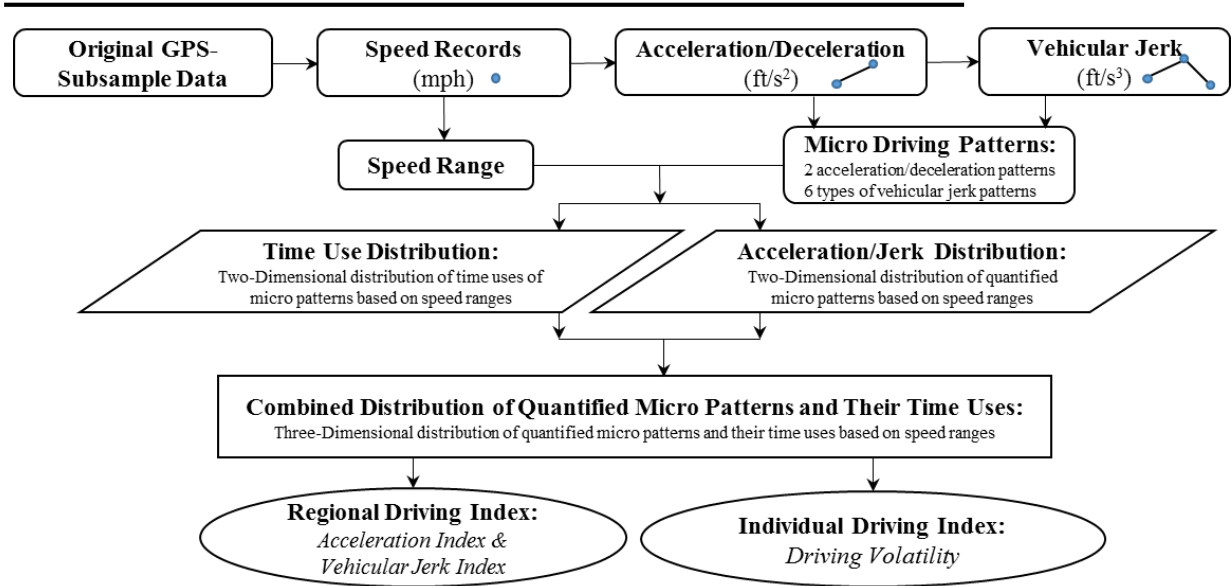 Original GPS-
Subsample Data
Speed Records
(mph)
Acceleration/Deceleration
(ft/s²)
Vehicular Jerk
(ft/s³)
Speed Range
Micro Driving Patterns:
2 acceleration/deceleration patterns
6 types of vehicular jerk patterns
Time Use Distribution:
Two-Dimensional distribution of time uses of
micro patterns based on speed ranges
Acceleration/Jerk Distribution:
Two-Dimensional distribution of quantified
micro patterns based on speed ranges
Combined Distribution of Quantified Micro Patterns and Their Time Uses:
Three-Dimensional distribution of quantified micro patterns and their time uses based on speed ranges
Regional Driving Index:
Acceleration Index &
Vehicular Jerk Index
Individual Driving Index:
Driving Volatility